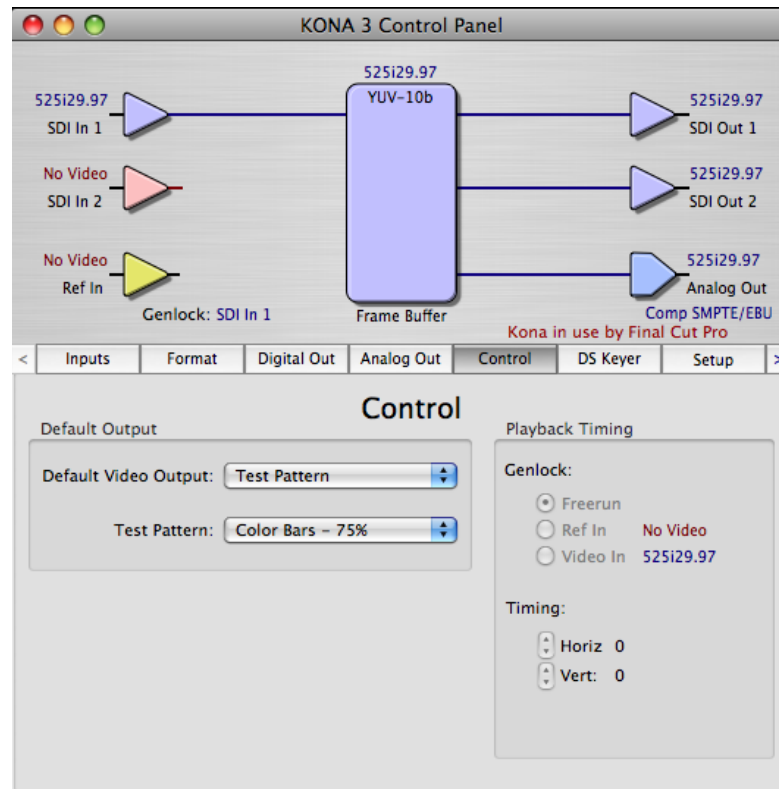 KONA 3 Control Panel
525i29.97
YUV-10b
525i29.97
SDI In 1
525i29.97
SDI Out 1
No Video
SDI In 2
525i29.97
SDI Out 2
No Video
Ref In
525i29.97
Analog Out
Genlock: SDI In 1
Frame Buffer
Comp SMPTE/EBU
Kona in use by Final Cut Pro
< Inputs Format Digital Out Analog Out Control DS Keyer Setup >
Control
Default Output
Playback Timing
Default Video Output: Test Pattern
Test Pattern: Color Bars - 75%
Genlock:
Freerun
Ref In No Video
Video In 525i29.97
Timing:
Horiz 0
Vert: 0